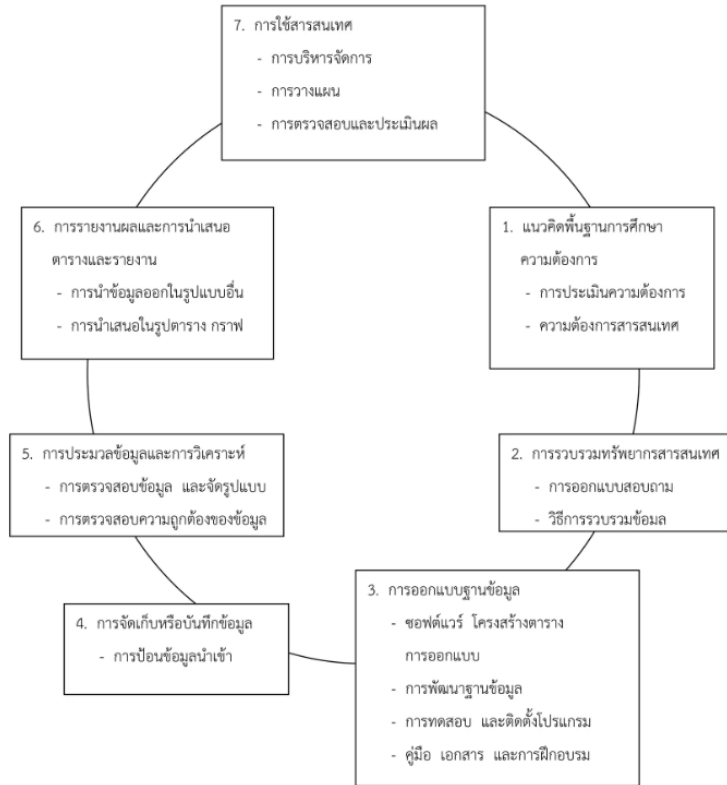 7. การใช้สารสนเทศ
- การบริหารจัดการ
- การวางแผน
- การตรวจสอบและประเมินผล
1. แนวคิดพื้นฐานการศึกษา
ความต้องการ
- การประเมินความต้องการ
- ความต้องการสารสนเทศ
2. การรวบรวมทรัพยากรสารสนเทศ
- การออกแบบสอบถาม
- วิธีการรวบรวมข้อมล
3. การออกแบบฐานข้อมูล
- ซอฟต์แวร์ โครงสร้างตาราง
การออกแบบ
- การพัฒนาฐานข้อมูล
- การทดสอบ และติดตั้งโปรแกรม
- คู่มือ เอกสาร และการฝึกอบรม
4. การจัดเก็บหรือบันทึกข้อมูล
- การป้อนข้อมูลนำเข้า
5. การประมวลข้อมูลและการวิเคราะห์
- การตรวจสอบข้อมูล และจัดรูปแบบ
- การตรวจสอบความถูกต้องของข้อมูล
6. การรายงานผลและการนำเสนอ
ตารางและรายงาน
- การนำข้อมูลออกในรูปแบบอื่น
- การนำเสนอในรูปตาราง กราฟ